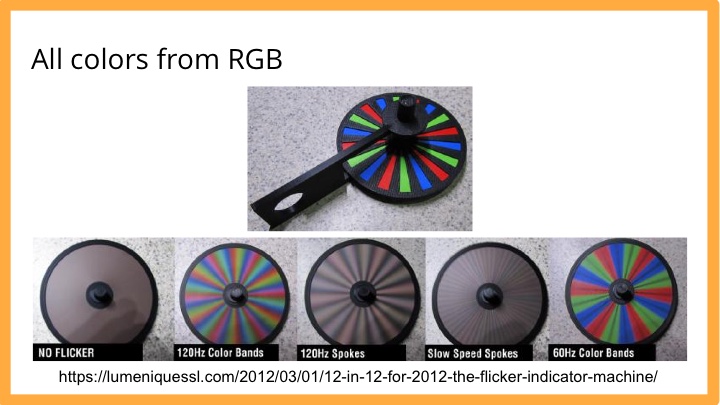 All colors from RGB
NO FLICKER
120Hz Color Bands
120Hz Spokes
Slow Speed Spokes
60Hz Color Bands
https://lumeniquessl.com/2012/03/01/12-in-12-for-2012-the-flicker-indicator-machine/